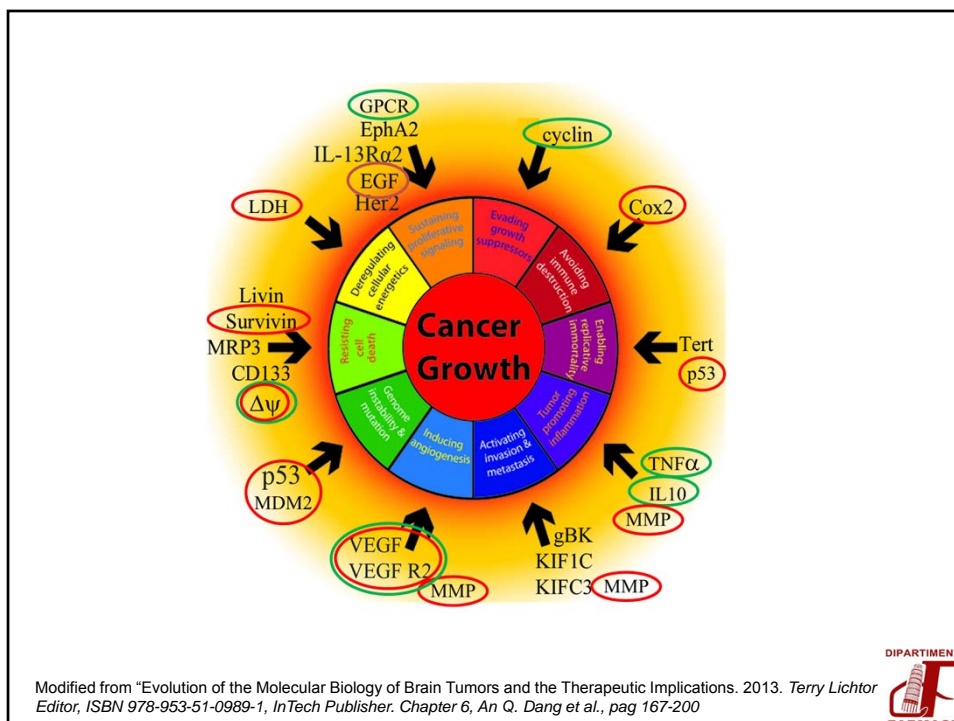 GPCR
EphA2
IL-13Rα2
EGF
Her2
cyclin
LDH
Cox2
Sustaining
proliferative
signaling
Evading
growth
suppressors
Deregulating
cellular
energetics
Avoiding
immune
destruction
Livin
Survivin
MRP3
CD133
Δψ
Resisting
cell
death
Cancer
Growth
Enabling
replicative
immortality
Tert
p53
Genome
instability &
mutation
Tumor
promoting
inflammation
Inducing
angiogenesis
Activating
invasion &
metastasis
p53
MDM2
TNFα
IL10
MMP
VEGF
VEGF R2
MMP
gBK
KIF1C
KIFC3
MMP
DIPARTIMEN
Modified from “Evolution of the Molecular Biology of Brain Tumors and the Therapeutic Implications. 2013. Terry Lichtor
Editor, ISBN 978-953-51-0989-1, InTech Publisher. Chapter 6, An Q. Dang et al., pag 167-200